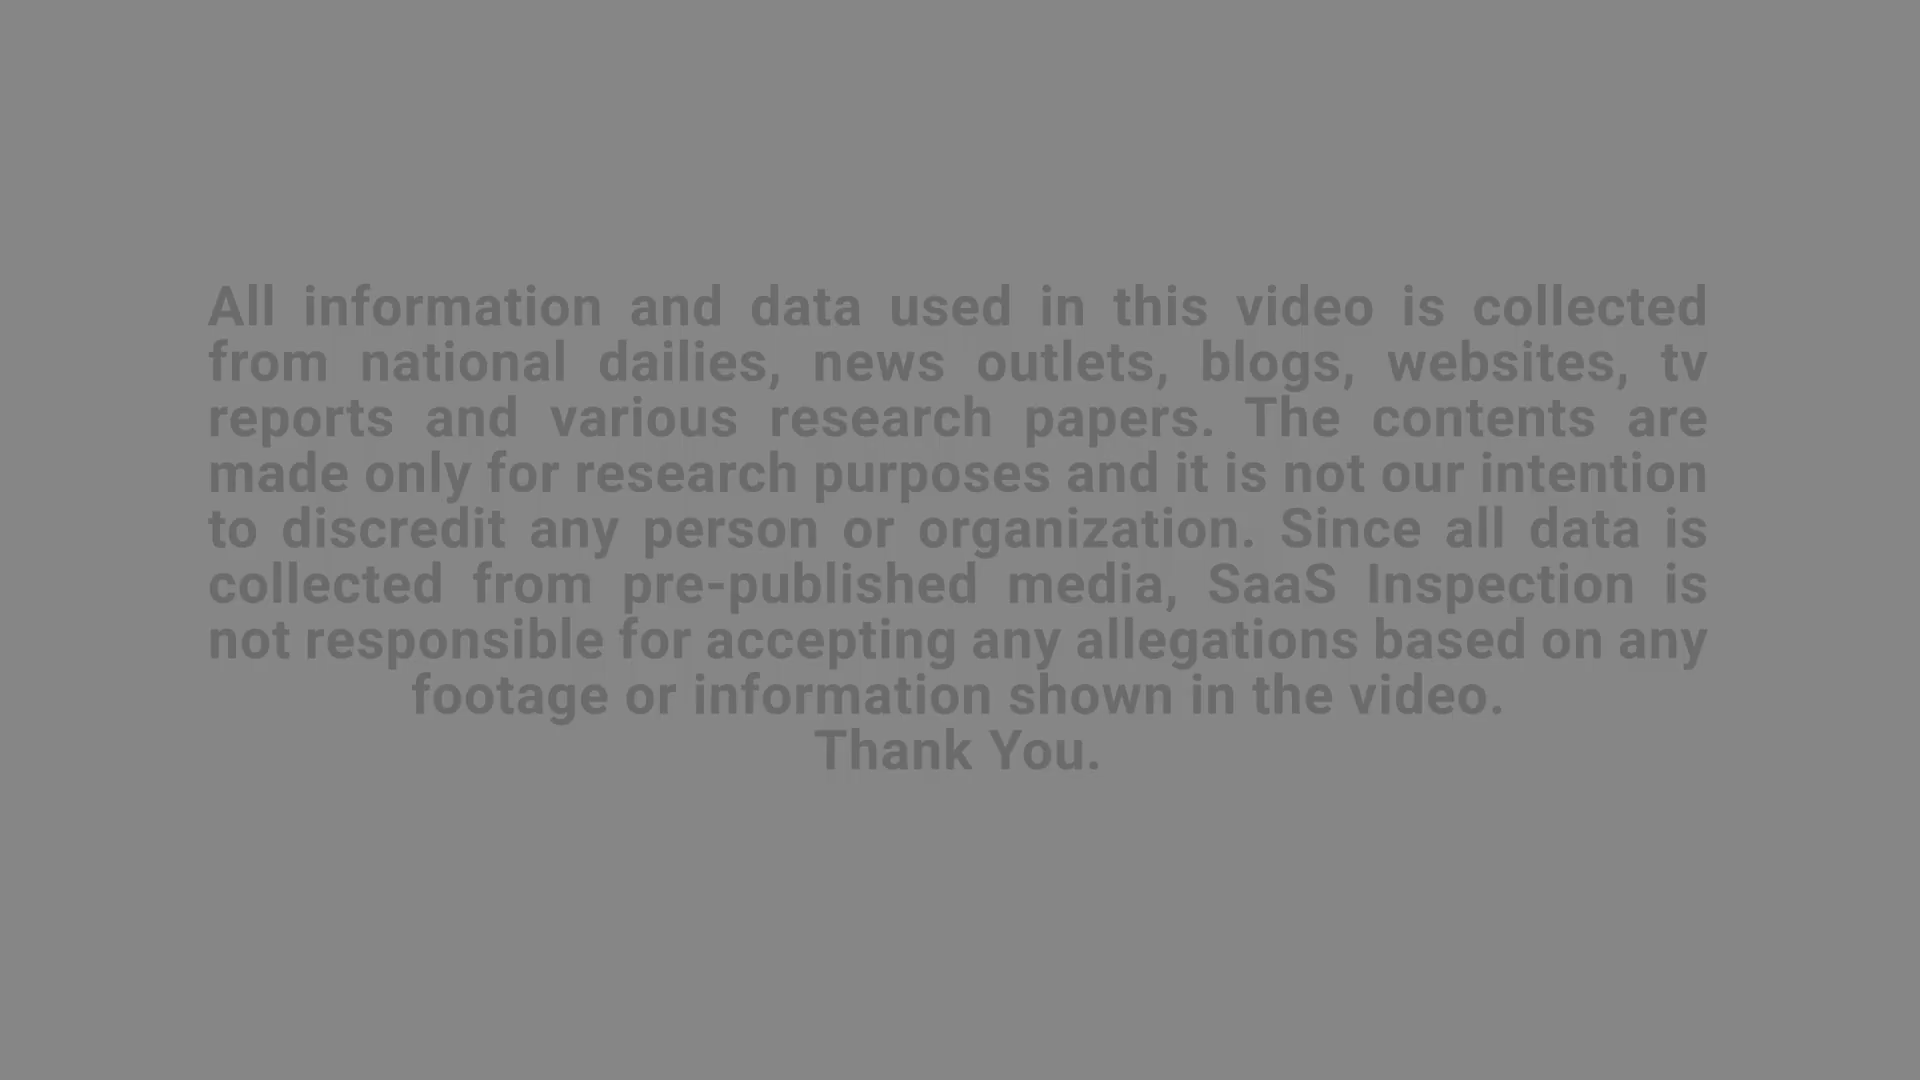 All information and data used in this video is collected
from national dailies, news outlets, blogs, websites, tv
reports and various research papers. The contents are
made only for research purposes and it is not our intention
to discredit any person or organization. Since all data is
collected from pre-published media, SaaS Inspection is
not responsible for accepting any allegations based on any
footage or information shown in the video.
Thank You.